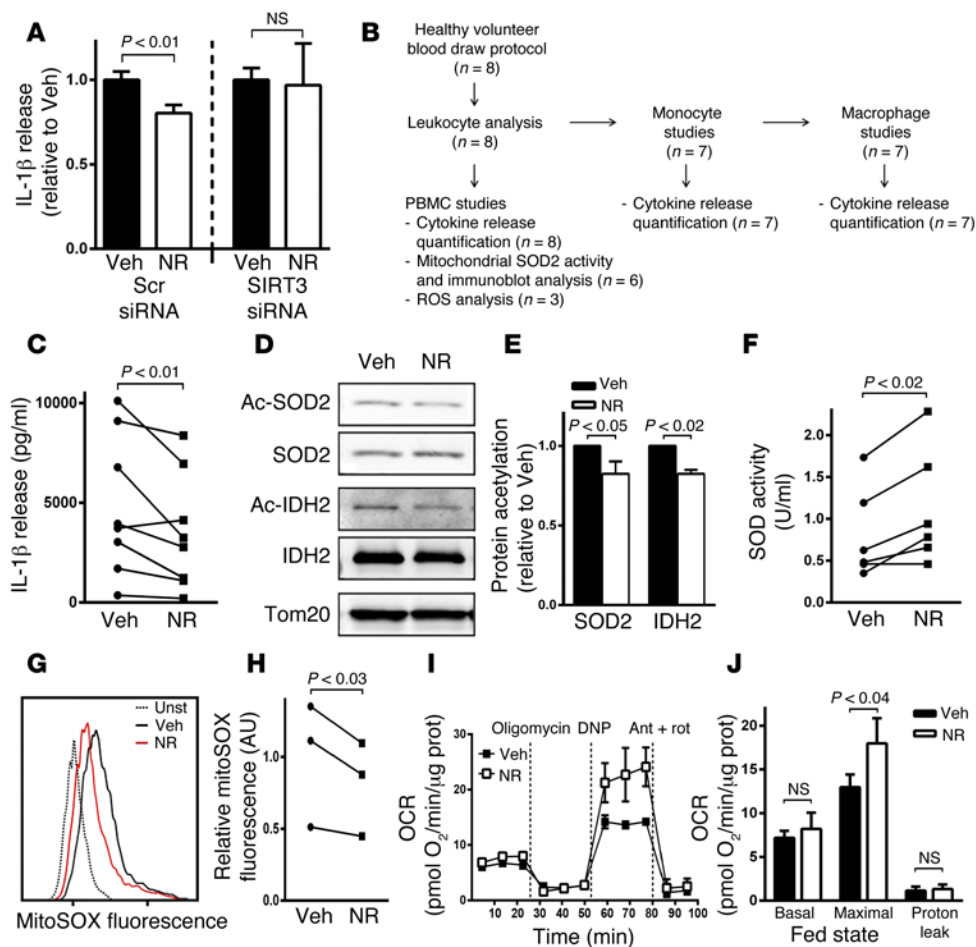 A
IL-1β release
(relative to Veh)
1.0
0.5
0.0
P < 0.01
NS
Veh NR
Veh NR
Scr
siRNA
SIRT3
siRNA
B
Healthy volunteer
blood draw protocol
(n = 8)
Leukocyte analysis
(n = 8)
Monocyte
studies
(n = 7)
Macrophage
studies
(n = 7)
PBMC studies
- Cytokine release
quantification (n = 8)
- Mitochondrial SOD2 activity
and immunoblot analysis (n = 6)
- ROS analysis (n = 3)
- Cytokine release
quantification (n = 7)
- Cytokine release
quantification (n = 7)
C
IL-1β release (pg/ml)
10000
5000
0
P < 0.01
Veh NR
D
Veh NR
Ac-SOD2
SOD2
Ac-IDH2
IDH2
Tom20
E
Protein acetylation
(relative to Veh)
Veh
NR
P < 0.05
P < 0.02
1.0
0.5
0.0
SOD2 IDH2
F
SOD activity
(U/ml)
P < 0.02
2.0
1.5
1.0
0.5
0.0
Veh NR
G
Unst
Veh
NR
MitoSOX fluorescence
H
Relative mitoSOX
fluorescence (AU)
P < 0.03
1.0
0.5
0.0
Veh NR
I
OCR
(pmol O2/min/μg prot)
Oligomycin DNP Ant + rot
Veh
NR
30
20
10
0
0 10 20 30 40 50 60 70 80 90 100
Time (min)
J
OCR
(pmol O2/min/μg prot)
P < 0.04
NS
NS
Veh
NR
20
15
10
5
0
Basal Maximal Proton
leak
Fed state